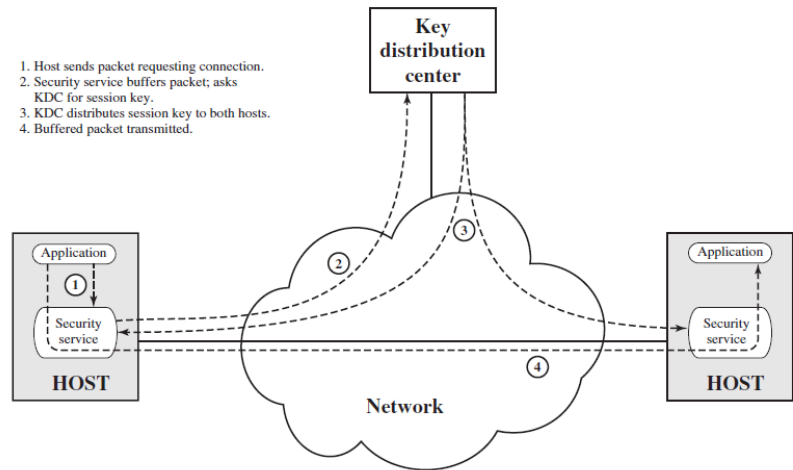 Key
distribution
center
1. Host sends packet requesting connection.
2. Security service buffers packet; asks
KDC for session key.
3. KDC distributes session key to both hosts.
4. Buffered packet transmitted.
Application
1
Security
service
HOST
2
3
4
Network
Application
Security
service
HOST